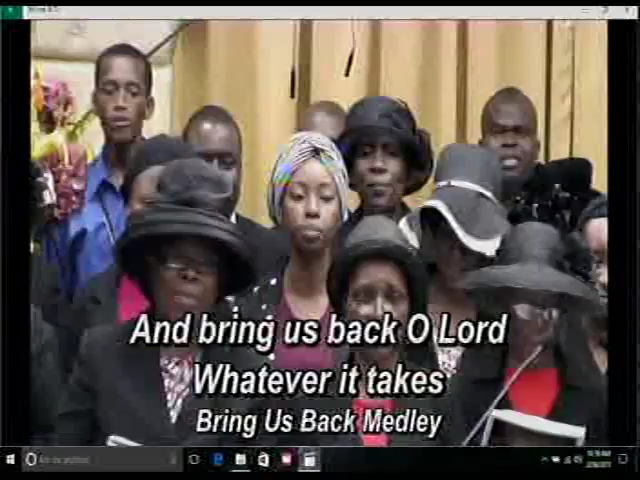 And bring us back O Lord
Whatever it takes
Bring Us Back Medley